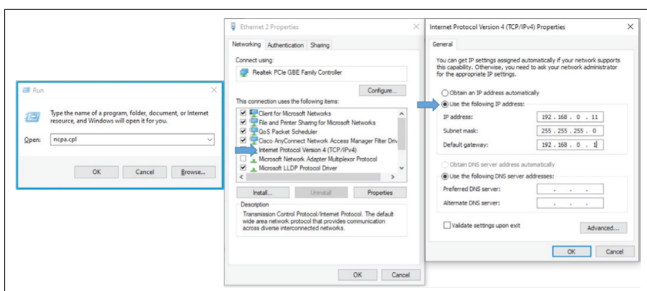 Run
Type the name of a program, folder, document, or Internet
resource, and Windows will open it for you.
Open: ncpa.cpl
OK Cancel Browse...
Ethernet 2 Properties
Networking Authentication Sharing
Connect using:
Realtek PCIe GBE Family Controller
Configure...
This connection uses the following items:
Client for Microsoft Networks
File and Printer Sharing for Microsoft Networks
QoS Packet Scheduler
Cisco AnyConnect Network Access Manager Filter Driv
Internet Protocol Version 4 (TCP/IPv4)
Microsoft Network Adapter Multiplexor Protocol
Microsoft LLDP Protocol Driver
Install... Uninstall Properties
Description
Transmission Control Protocol/Internet Protocol. The default
wide area network protocol that provides communication
across diverse interconnected networks.
OK Cancel
Internet Protocol Version 4 (TCP/IPv4) Properties
General
You can get IP settings assigned automatically if your network supports
this capability. Otherwise, you need to ask your network administrator
for the appropriate IP settings.
Obtain an IP address automatically
Use the following IP address:
IP address: 192 . 168 . 0 . 11
Subnet mask: 255 . 255 . 255 . 0
Default gateway: 192 . 168 . 0 . 1
Obtain DNS server address automatically
Use the following DNS server addresses:
Preferred DNS server: . . .
Alternate DNS server: . . .
Validate settings upon exit
Advanced...
OK Cancel